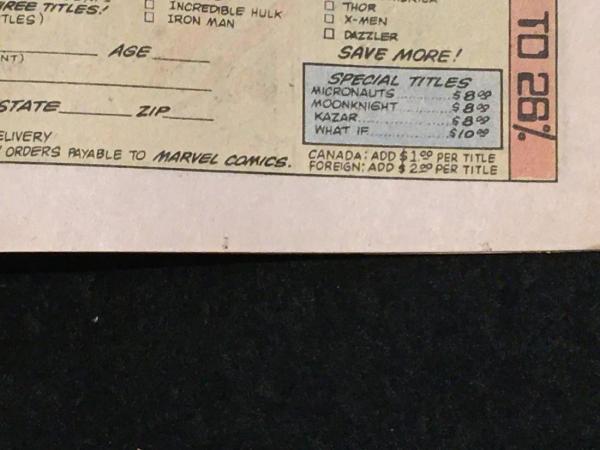 REE TITLES!
TLES)
AGE
NT)
STATE ZIP
ELIVERY
ORDERS PAYABLE TO MARVEL COMICS.
INCREDIBLE HULK
IRON MAN
THOR
X-MEN
DAZZLER
SAVE MORE!
SPECIAL TITLES
MICRONAUTS $8.00
MOONKNIGHT $8.00
KAZAR $8.00
WHAT IF $10.00
CANADA: ADD $1.00 PER TITLE
FOREIGN: ADD $2.00 PER TITLE
TO 26%